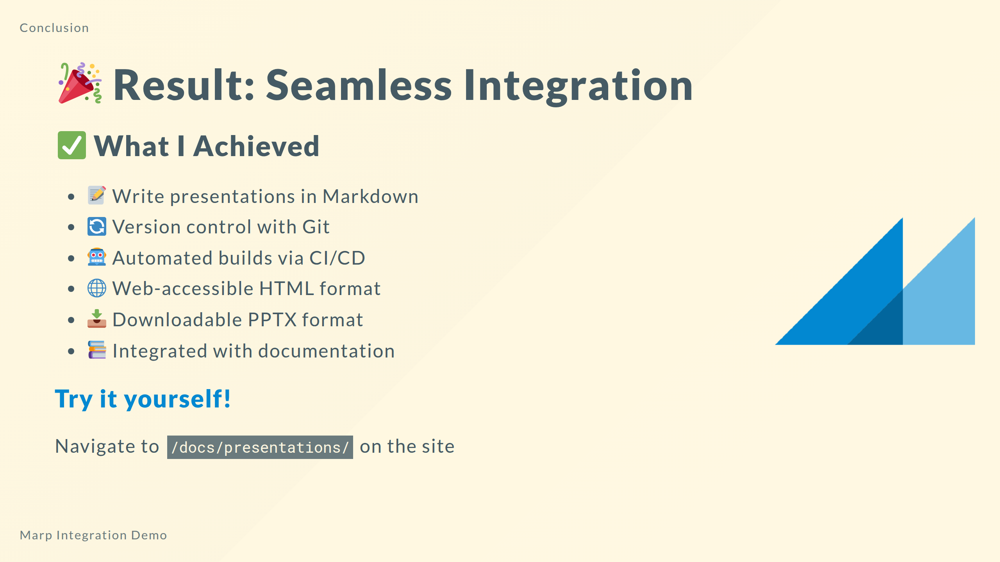 Conclusion
🎉 Result: Seamless Integration
✅ What I Achieved
• 📝 Write presentations in Markdown
• 🔄 Version control with Git
• 🤖 Automated builds via CI/CD
• 🌐 Web-accessible HTML format
• 📥 Downloadable PPTX format
• 📚 Integrated with documentation
Try it yourself!
Navigate to /docs/presentations/ on the site
Marp Integration Demo